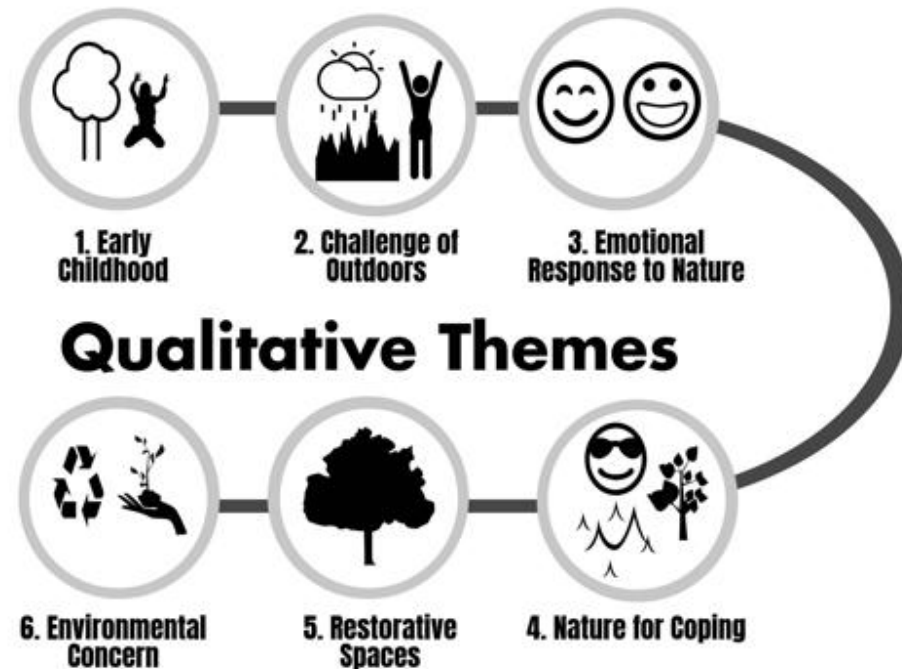 1. Early
Childhood
2. Challenge of
Outdoors
3. Emotional
Response to Nature
Qualitative Themes
4. Nature for Coping
5. Restorative
Spaces
6. Environmental
Concern